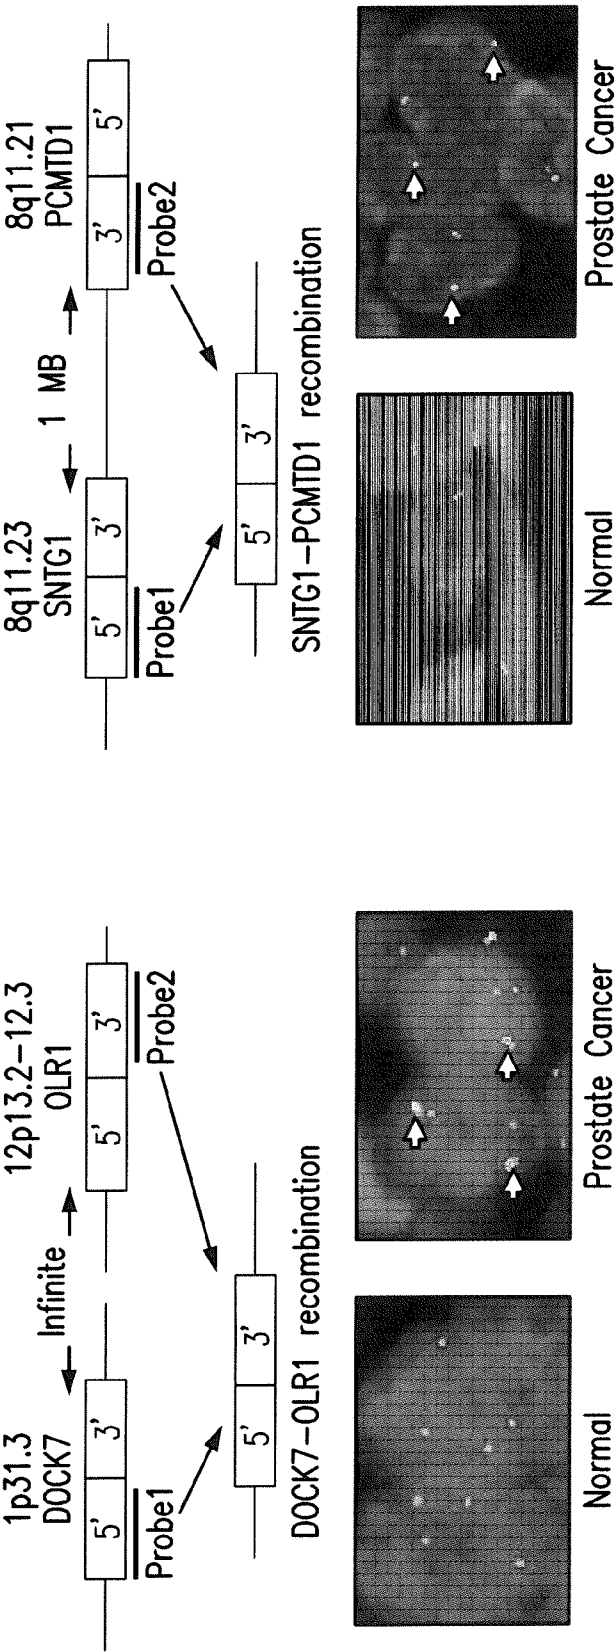 1p31.3
DOCK7
Infinite
12p13.2–12.3
OLR1
5' 3'
5' 3'
Probe1
Probe2
5' 3'
DOCK7–OLR1 recombination
Normal
Prostate Cancer
8q11.23
SNTG1
1 MB
8q11.21
PCMTD1
5' 3'
3' 5'
Probe1
Probe2
5' 3'
SNTG1–PCMTD1 recombination
Normal
Prostate Cancer